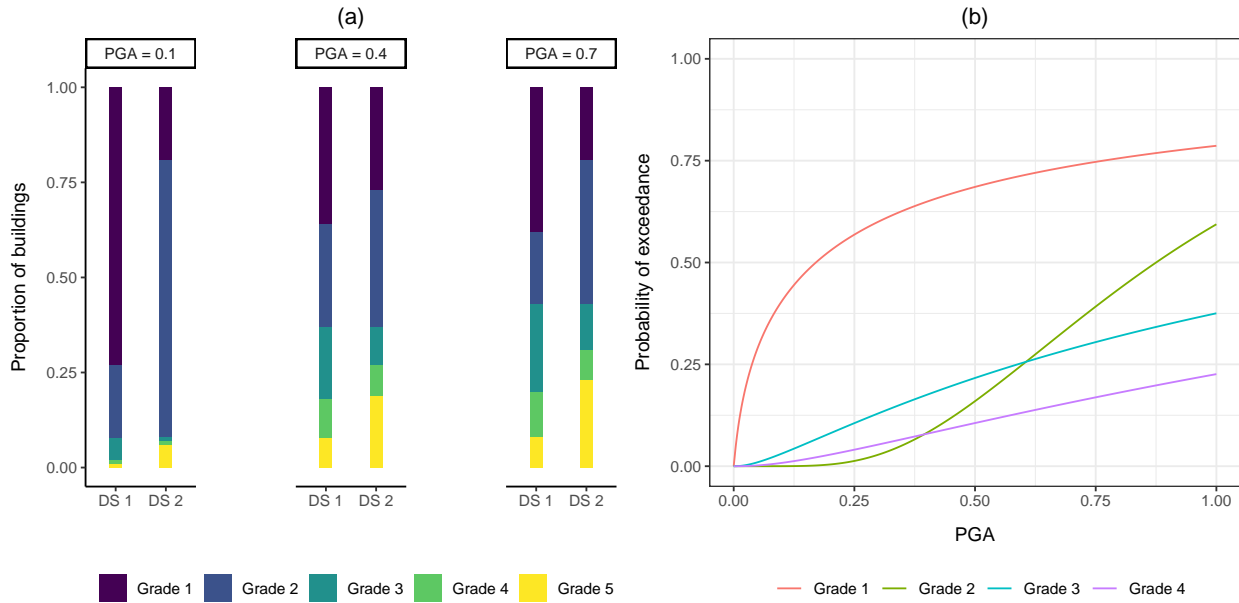 (a)
PGA = 0.1
PGA = 0.4
PGA = 0.7
Proportion of buildings
1.00
0.75
0.50
0.25
0.00
DS 1 DS 2
DS 1 DS 2
DS 1 DS 2
Grade 1 Grade 2 Grade 3 Grade 4 Grade 5
(b)
Probability of exceedance
1.00
0.75
0.50
0.25
0.00
0.00 0.25 0.50 0.75 1.00
PGA
Grade 1 Grade 2 Grade 3 Grade 4